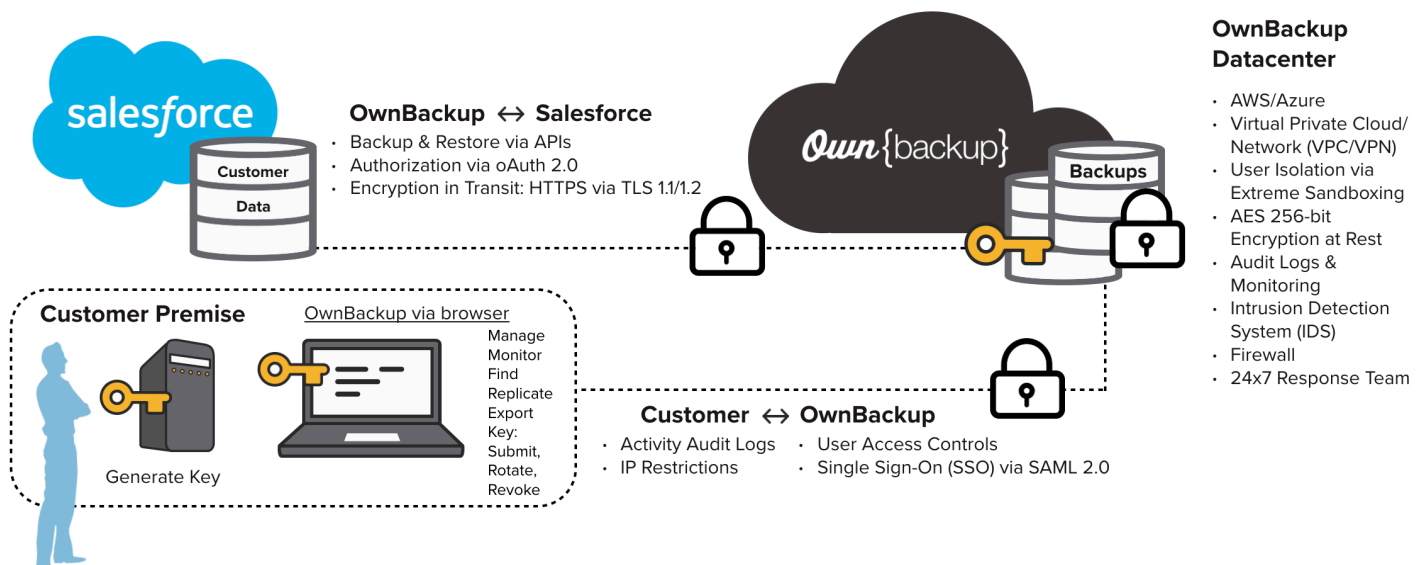 salesforce
Customer
Data
OwnBackup ↔ Salesforce
· Backup & Restore via APIs
· Authorization via oAuth 2.0
· Encryption in Transit: HTTPS via TLS 1.1/1.2
Own{backup}
Backups
OwnBackup
Datacenter
· AWS/Azure
· Virtual Private Cloud/
Network (VPC/VPN)
· User Isolation via
Extreme Sandboxing
· AES 256-bit
Encryption at Rest
· Audit Logs &
Monitoring
· Intrusion Detection
System (IDS)
· Firewall
· 24x7 Response Team
Customer Premise
Generate Key
OwnBackup via browser
Manage
Monitor
Find
Replicate
Export
Key:
Submit,
Rotate,
Revoke
Customer ↔ OwnBackup
· Activity Audit Logs
· IP Restrictions
· User Access Controls
· Single Sign-On (SSO) via SAML 2.0